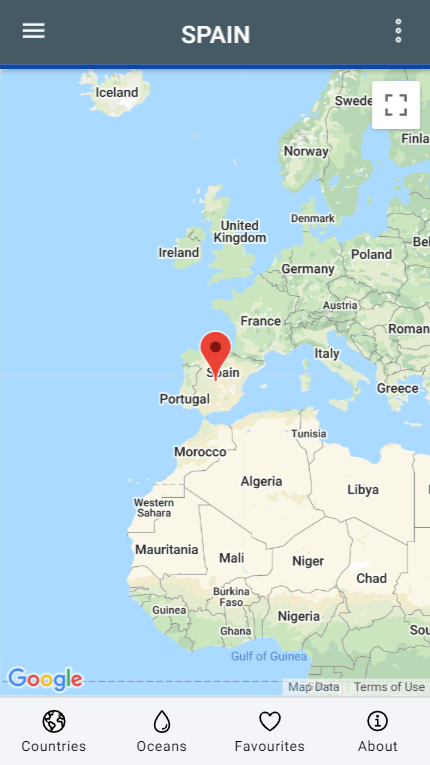 SPAIN
Iceland
Swede
Finla
Norway
Denmark
United
Kingdom
Ireland
Bel
Poland
Germany
Austria
France
Roman
Italy
Spain
Greece
Portugal
Tunisia
Morocco
Algeria
Libya
Western
Sahara
Mauritania
Mali
Niger
Chad
Burkina
Faso
Guinea
Nigeria
Ghana
Sou
Gulf of Guinea
Google
Map Data
Terms of Use
Countries
Oceans
Favourites
About